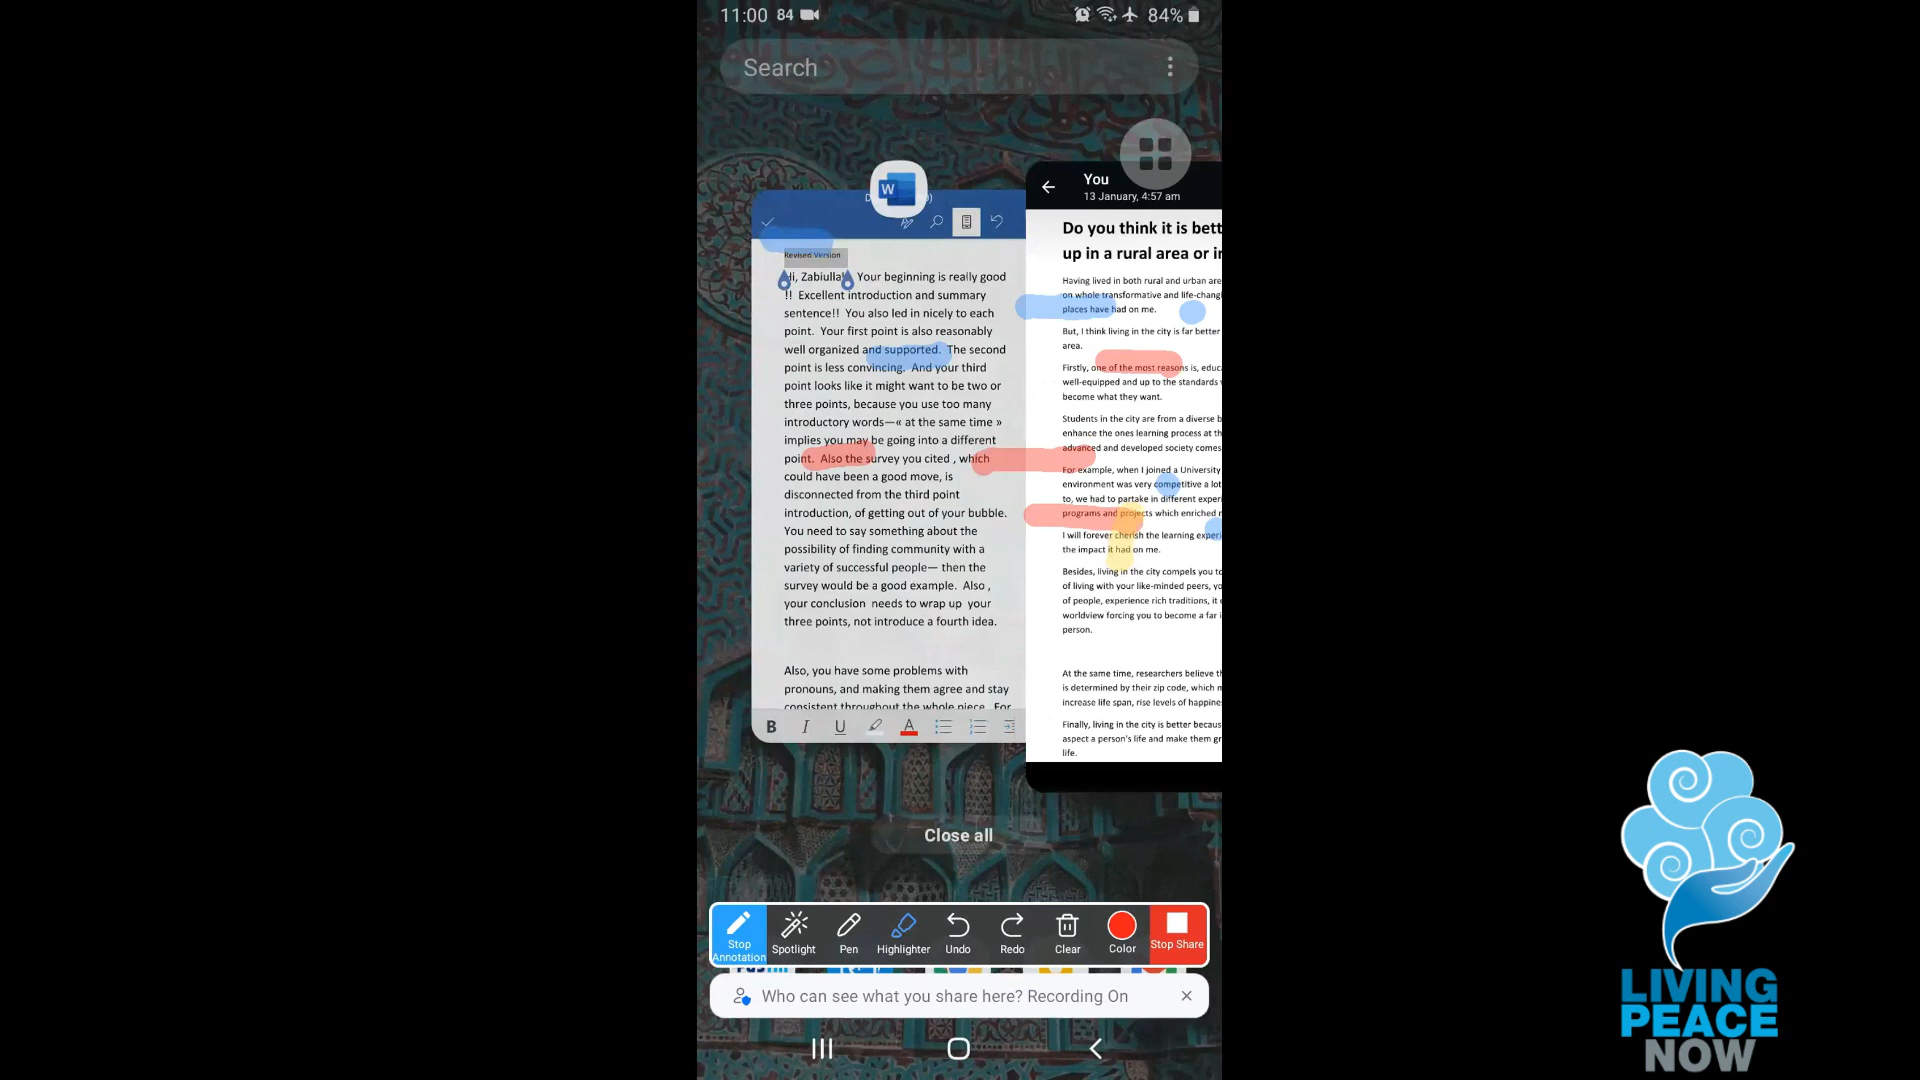 11:00 84
84%
Search
Revised Version
Hi, Zabiulla! Your beginning is really good
!! Excellent introduction and summary
sentence!! You also led in nicely to each
point. Your first point is also reasonably
well organized and supported. The second
point is less convincing. And your third
point looks like it might want to be two or
three points, because you use too many
introductory words—« at the same time »
implies you may be going into a different
point. Also the survey you cited , which
could have been a good move, is
disconnected from the third point
introduction, of getting out of your bubble.
You need to say something about the
possibility of finding community with a
variety of successful people— then the
survey would be a good example. Also ,
your conclusion needs to wrap up your
three points, not introduce a fourth idea.
Also, you have some problems with
pronouns, and making them agree and stay
consistent throughout the whole piece. For
B I U A
You
13 January, 4:57 am
Do you think it is bett
up in a rural area or in
Having lived in both rural and urban are
on whole transformative and life-changi
places have had on me.
But, I think living in the city is far better
area.
Firstly, one of the most reasons is, educa
well-equipped and up to the standards
become what they want.
Students in the city are from a diverse b
enhance the ones learning process at th
advanced and developed society comes
For example, when I joined a University
environment was very competitive a lot
to, we had to partake in different experi
programs and projects which enriched
I will forever cherish the learning experi
the impact it had on me.
Besides, living in the city compels you to
of living with your like-minded peers, yo
of people, experience rich traditions, it
worldview forcing you to become a far
person.
At the same time, researchers believe th
is determined by their zip code, which
increase life span, rise levels of happine
Finally, living in the city is better becau
aspect a person's life and make them gr
life.
Close all
Stop Annotation
Spotlight
Pen
Highlighter
Undo
Redo
Clear
Color
Stop Share
Who can see what you share here? Recording On
LIVING
PEACE
NOW